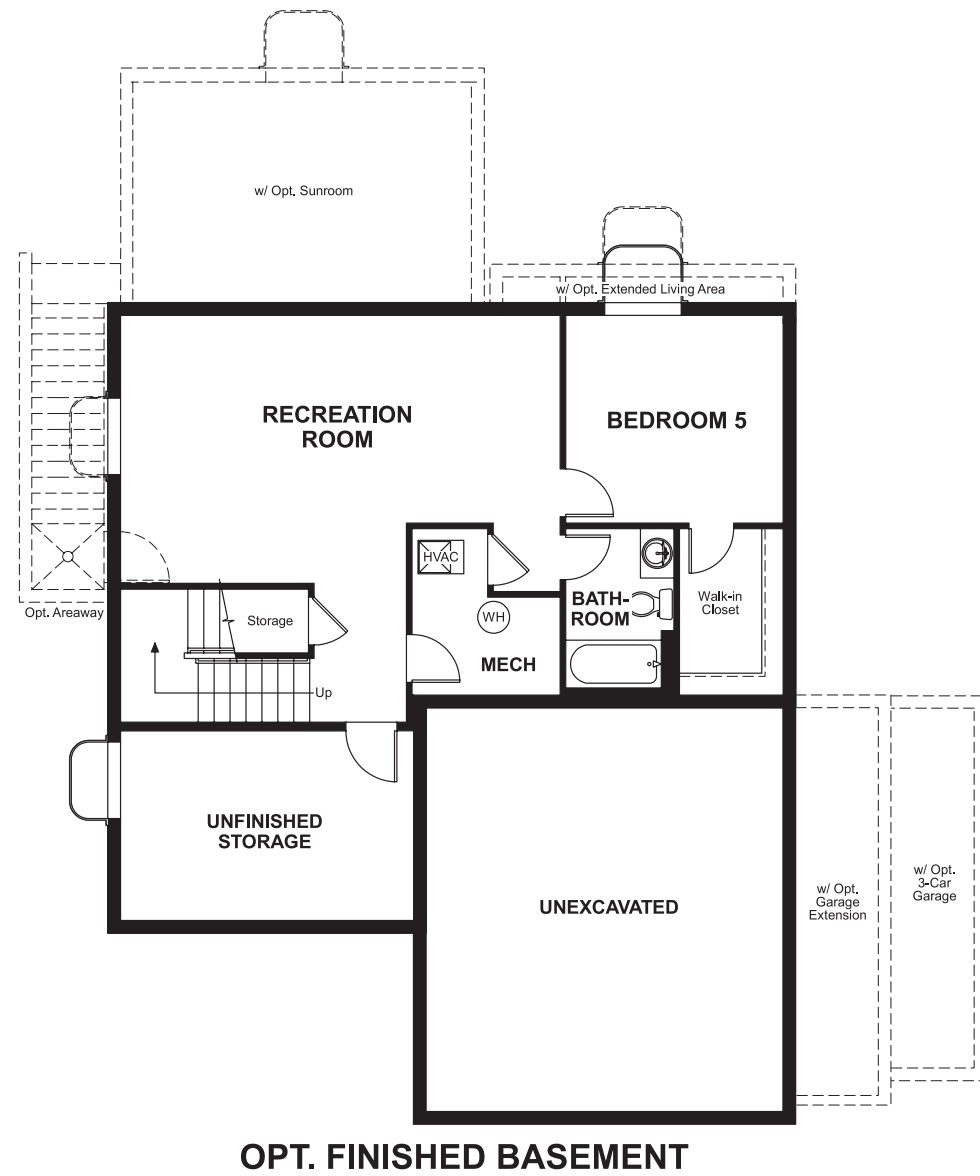 w/ Opt. Sunroom
w/ Opt. Extended Living Area
RECREATION
ROOM
BEDROOM 5
HVAC
Opt. Areaway
Storage
WH
BATH-
ROOM
Walk-in
Closet
MECH
Up
UNFINISHED
STORAGE
UNEXCAVATED
w/ Opt.
Garage
Extension
w/ Opt.
3-Car
Garage
OPT. FINISHED BASEMENT